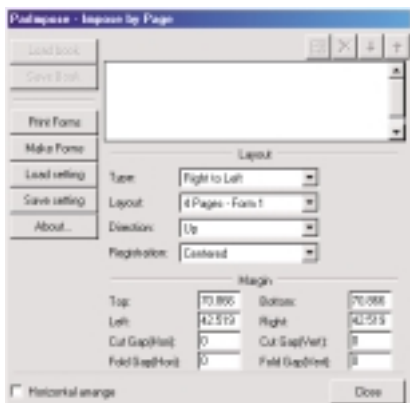 PadImpose - Impose by Page
Load book
Save Book
Print Forms
Make Forms
Load setting
Save setting
About...
Layout
Type: Right to Left
Layout: 4 Pages - Form 1
Direction: Up
Registration: Centered
Margin
Top: 70.866 Bottom: 70.866
Left: 42.519 Right: 42.519
Cut Gap(Hori): 0 Cut Gap(Vert): 0
Fold Gap(Hori): 0 Fold Gap(Vert): 0
Horizontal arrange
Close